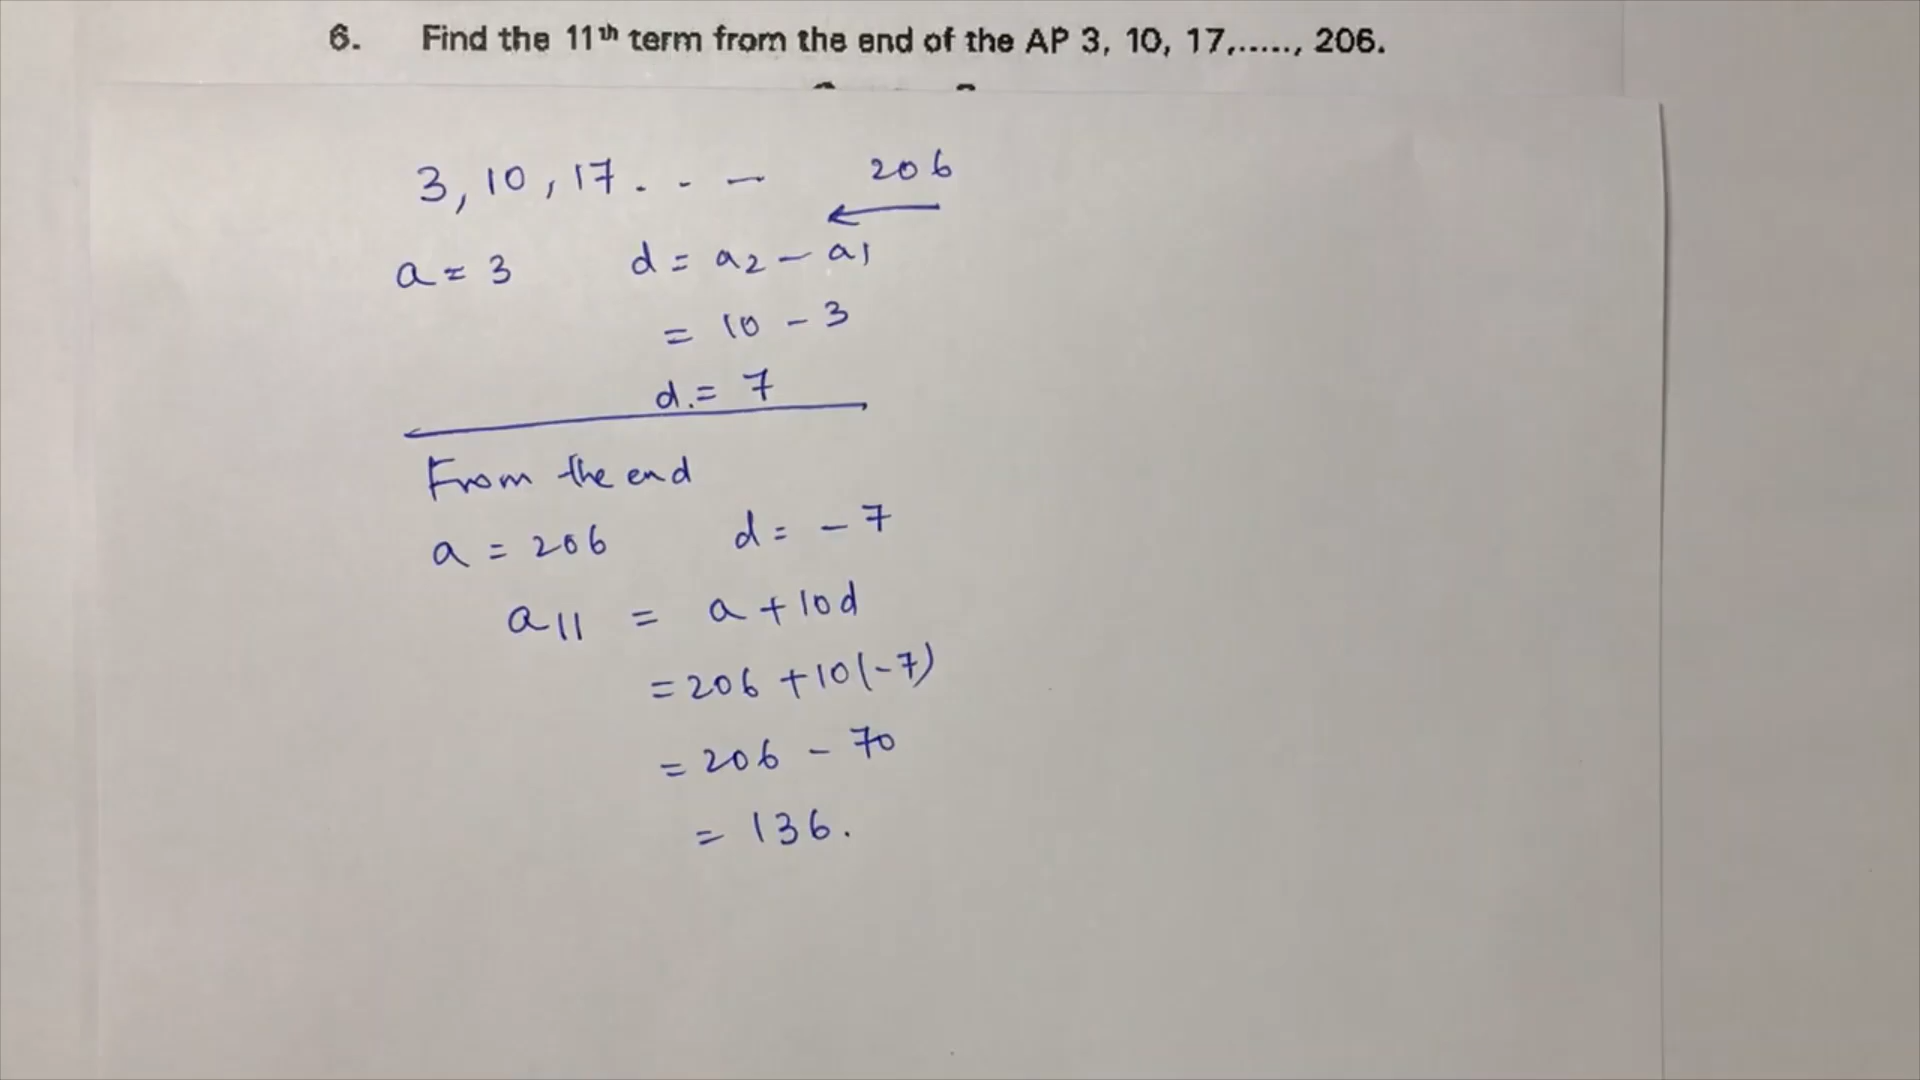 6. Find the 11th term from the end of the AP 3, 10, 17,....., 206.
3, 10, 17. - - 206
a = 3 d = a2 - a1
= 10 - 3
d. = 7
From the end
a = 206 d = -7
a11 = a + 10d
= 206 + 10(-7)
= 206 - 70
= 136.